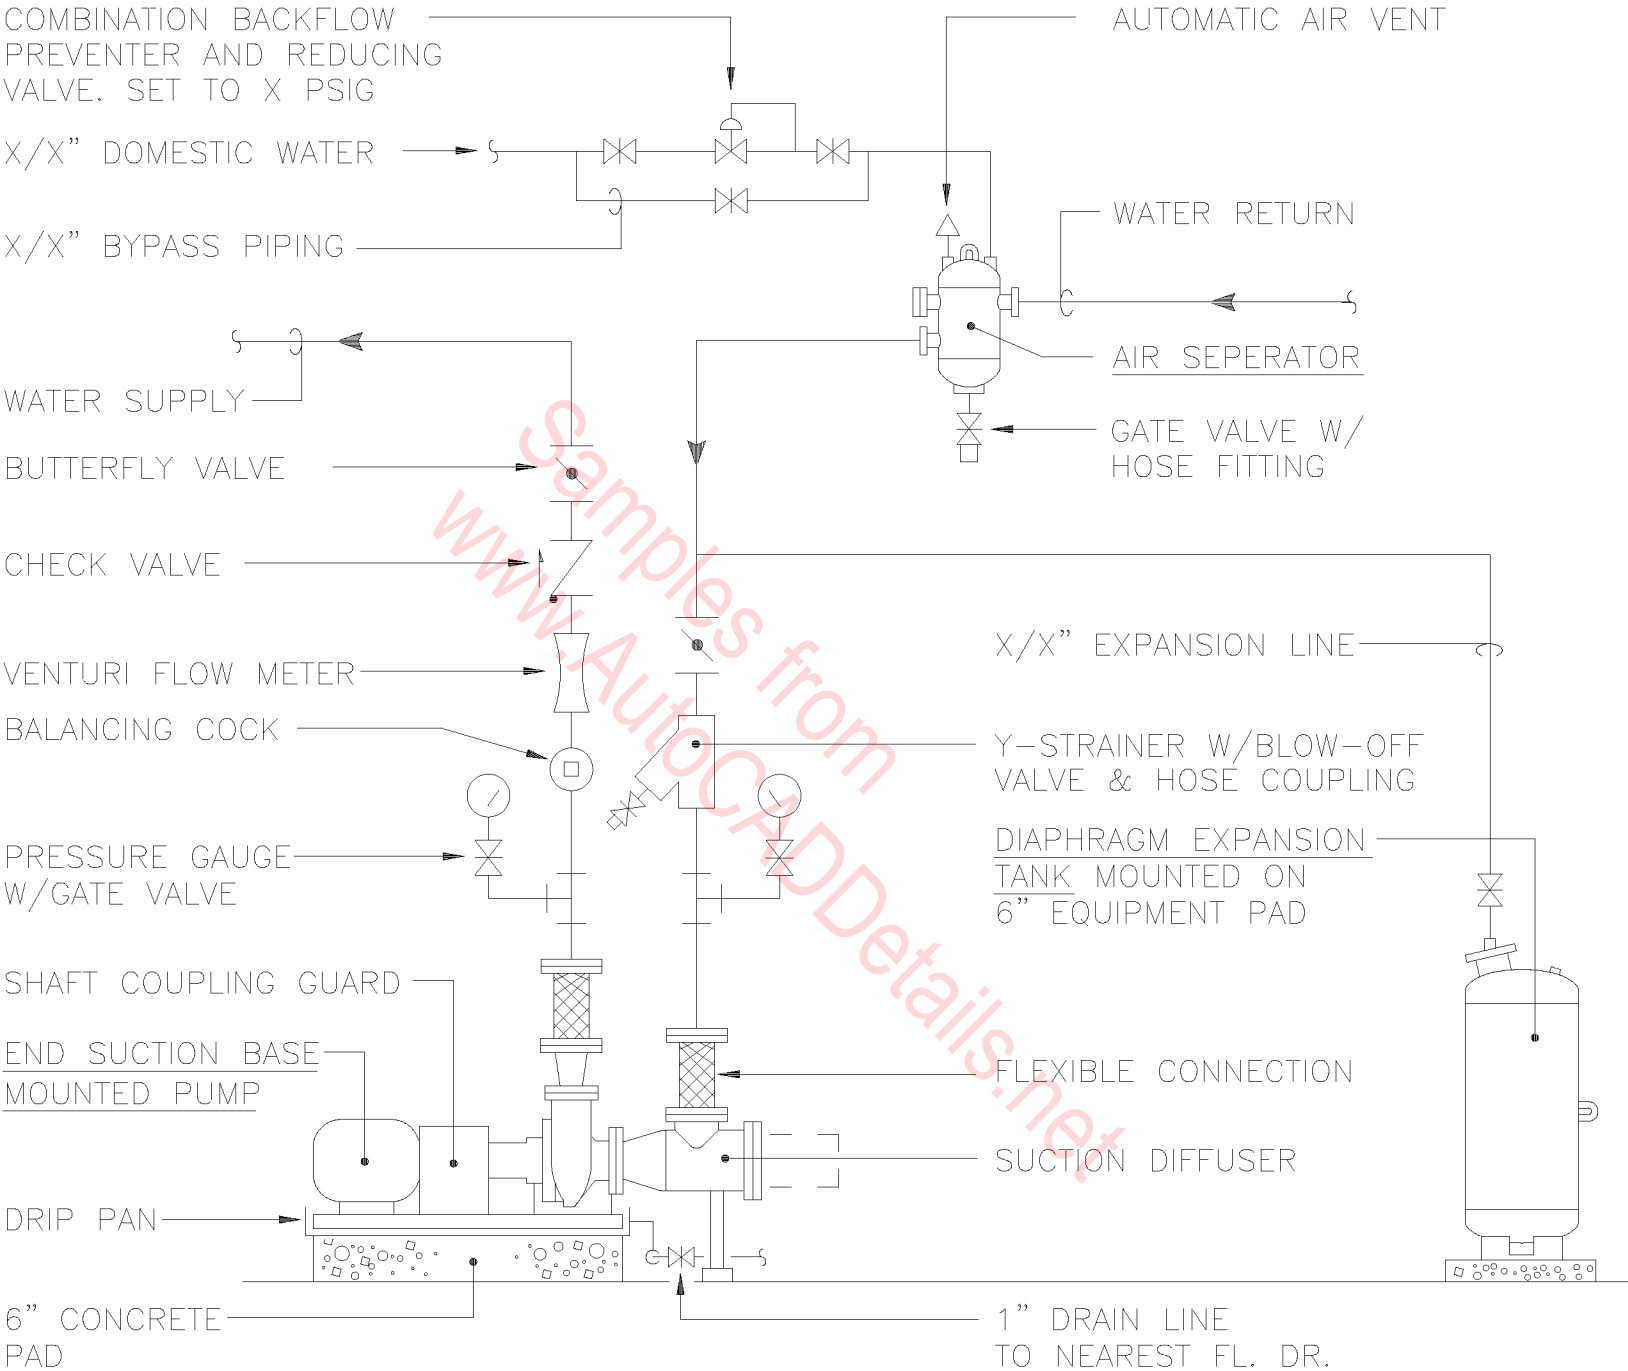 COMBINATION BACKFLOW
PREVENTER AND REDUCING
VALVE. SET TO X PSIG
X/X" DOMESTIC WATER
X/X" BYPASS PIPING
WATER SUPPLY
BUTTERFLY VALVE
CHECK VALVE
VENTURI FLOW METER
BALANCING COCK
PRESSURE GAUGE
W/GATE VALVE
SHAFT COUPLING GUARD
END SUCTION BASE
MOUNTED PUMP
DRIP PAN
6" CONCRETE
PAD
AUTOMATIC AIR VENT
WATER RETURN
AIR SEPERATOR
GATE VALVE W/
HOSE FITTING
X/X" EXPANSION LINE
Y-STRAINER W/BLOW-OFF
VALVE & HOSE COUPLING
DIAPHRAGM EXPANSION
TANK MOUNTED ON
6" EQUIPMENT PAD
FLEXIBLE CONNECTION
SUCTION DIFFUSER
1" DRAIN LINE
TO NEAREST FL. DR.
Samples from
www.AutoCADDetails.net